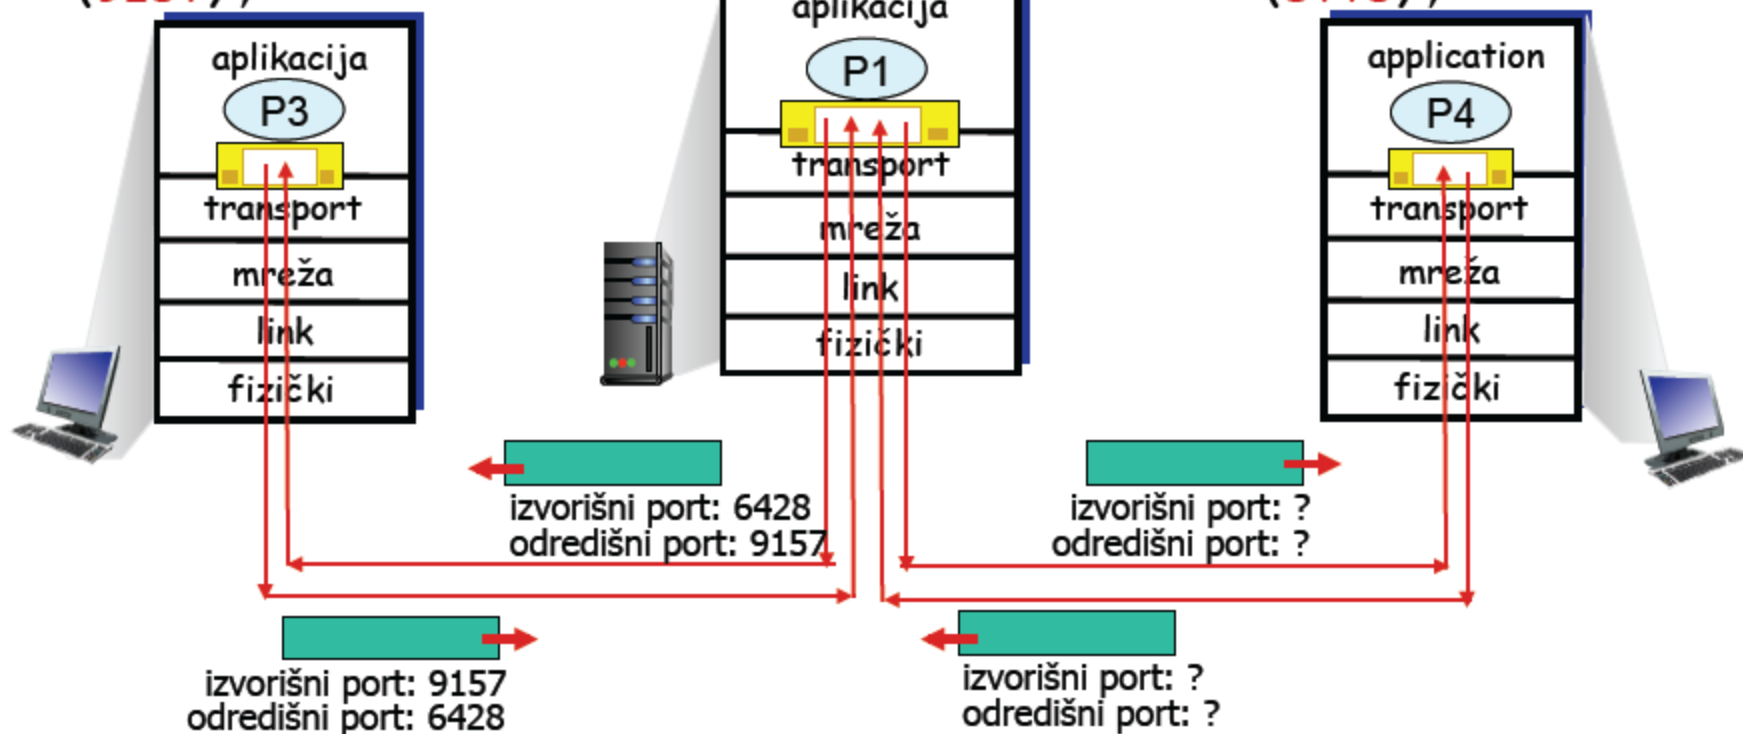 aplikacija
P3
transport
mreža
link
fizički
aplikacija
P1
transport
mreža
link
fizički
application
P4
transport
mreža
link
fizički
izvorišni port: 6428
odredišni port: 9157
izvorišni port: ?
odredišni port: ?
izvorišni port: 9157
odredišni port: 6428
izvorišni port: ?
odredišni port: ?